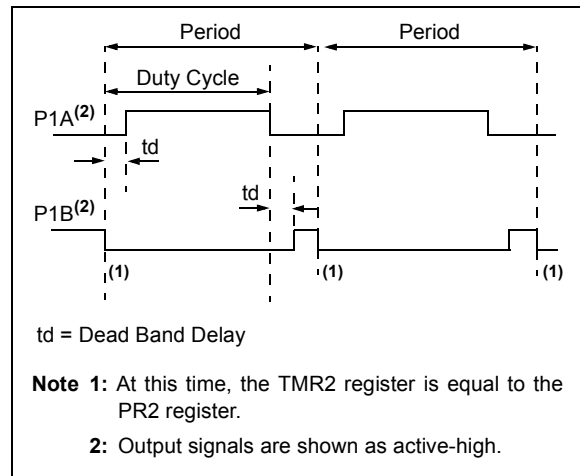 Period Period
Duty Cycle
P1A(2)
td
td
P1B(2)
(1) (1) (1)
td = Dead Band Delay
Note 1: At this time, the TMR2 register is equal to the
PR2 register.
2: Output signals are shown as active-high.